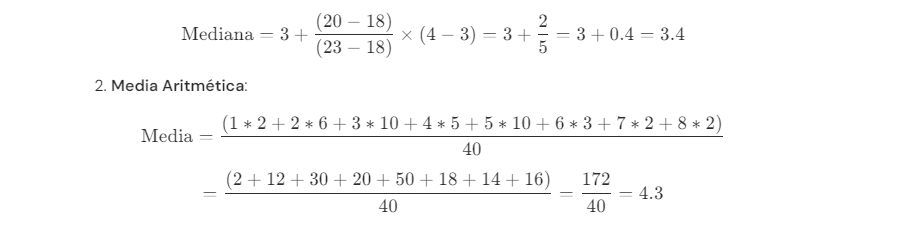 Mediana = 3 + (20 − 18)/(23 − 18) × (4 − 3) = 3 + 2/5 = 3 + 0.4 = 3.4
2. Media Aritmética:
Media = (1 * 2 + 2 * 6 + 3 * 10 + 4 * 5 + 5 * 10 + 6 * 3 + 7 * 2 + 8 * 2)/40
= (2 + 12 + 30 + 20 + 50 + 18 + 14 + 16)/40 = 172/40 = 4.3